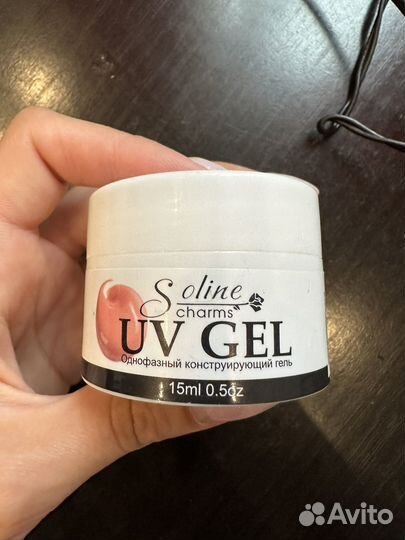 Soline
charms
UV GEL
Однофазный конструирующий гель
15ml 0.5oz
Avito